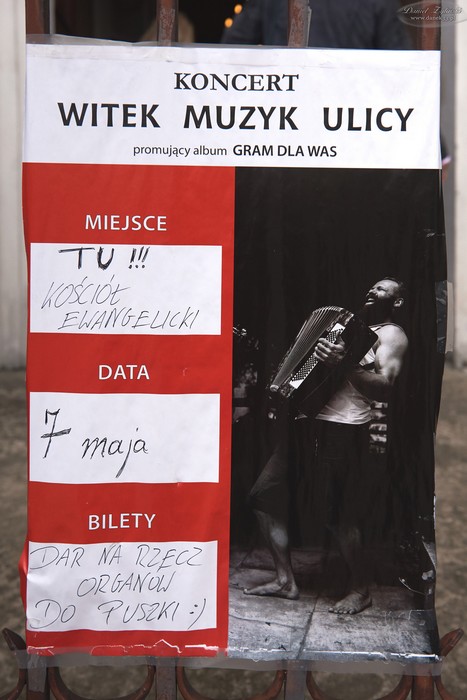 KONCERT
WITEK MUZYK ULICY
promujący album GRAM DLA WAS
MIEJSCE
TU !!!
KOŚCIÓŁ
EWANGELICKI
DATA
7 maja
BILETY
DAR NA RZECZ
ORGANÓW
DO PUSZKI :)